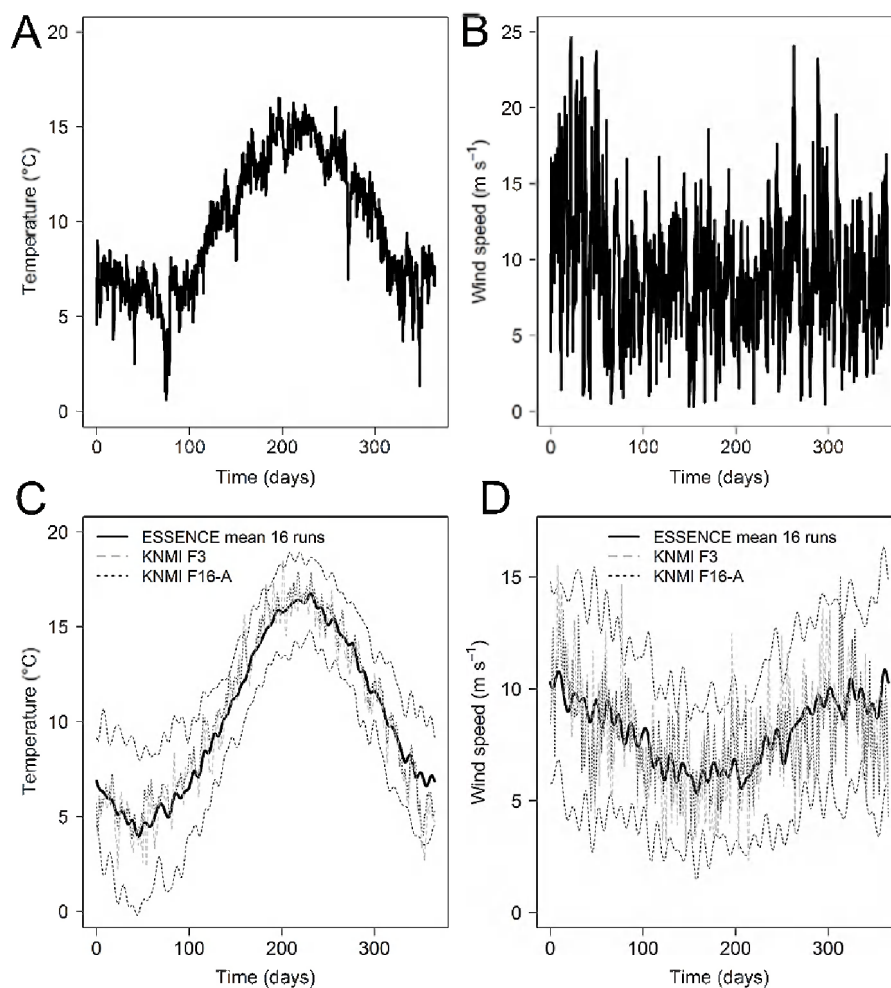 A
20
15
10
5
0
Temperature (°C)
0 100 200 300
Time (days)
B
25
20
15
10
5
0
Wind speed (m s⁻¹)
0 100 200 300
Time (days)
C
20
15
10
5
0
Temperature (°C)
ESSENCE mean 16 runs
KNMI F3
KNMI F16-A
0 100 200 300
Time (days)
D
15
10
5
0
Wind speed (m s⁻¹)
ESSENCE mean 16 runs
KNMI F3
KNMI F16-A
0 100 200 300
Time (days)